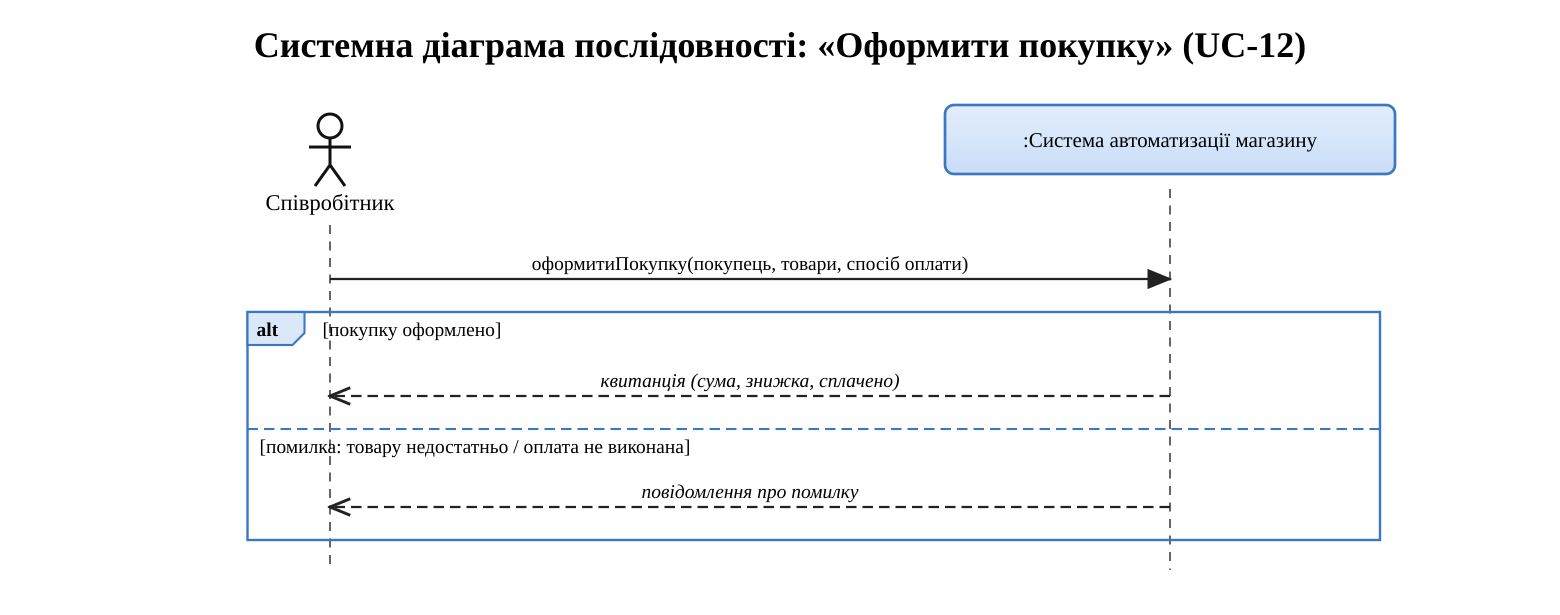 Системна діаграма послідовності: «Оформити покупку» (UC-12)
:Система автоматизації магазину
Співробітник
оформитиПокупку(покупець, товари, спосіб оплати)
alt [покупку оформлено]
квитанція (сума, знижка, сплачено)
[помилка: товару недостатньо / оплата не виконана]
повідомлення про помилку